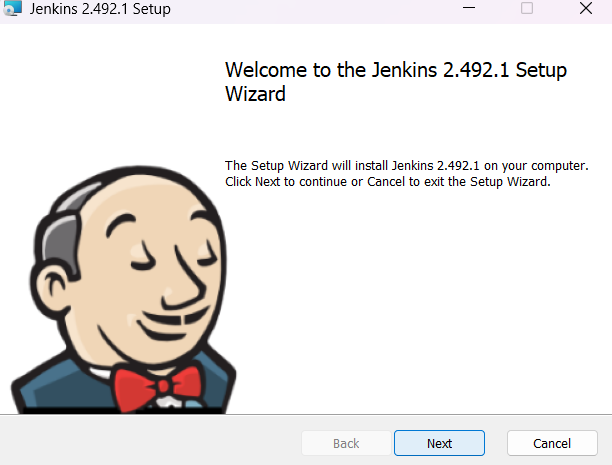 Jenkins 2.492.1 Setup
Welcome to the Jenkins 2.492.1 Setup
Wizard
The Setup Wizard will install Jenkins 2.492.1 on your computer.
Click Next to continue or Cancel to exit the Setup Wizard.
Back
Next
Cancel